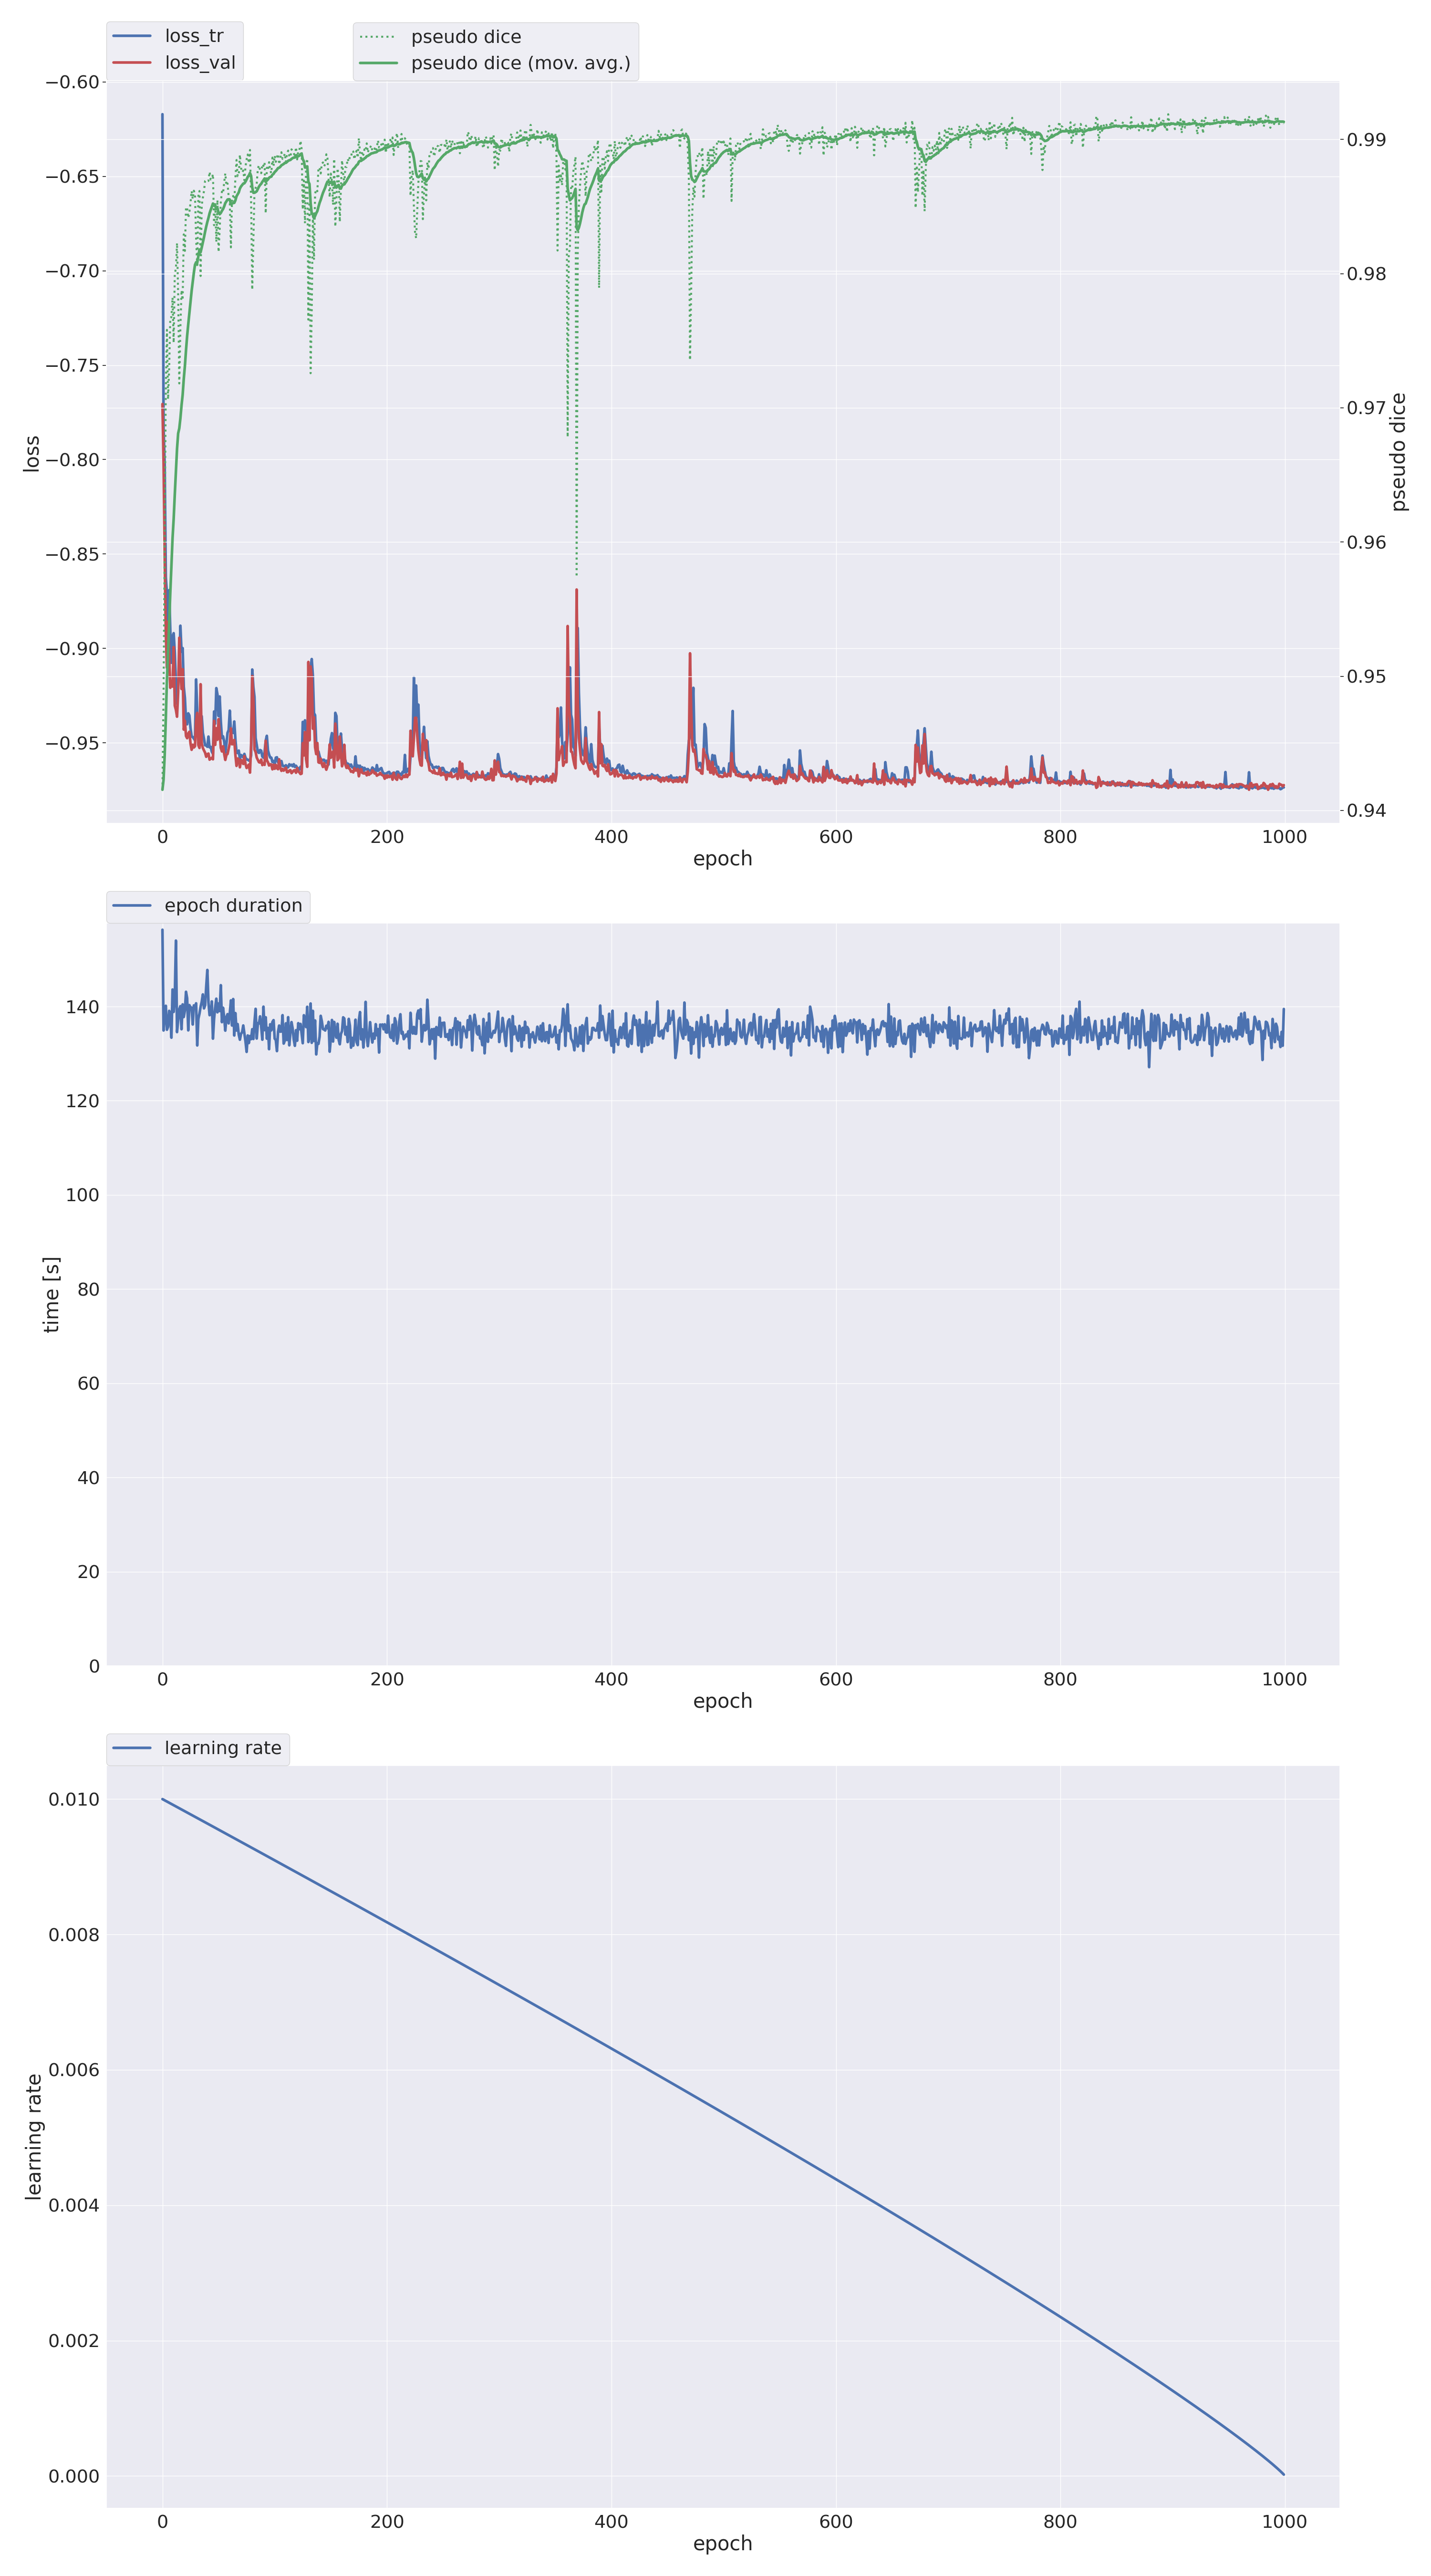 loss_tr
loss_val
pseudo dice
pseudo dice (mov. avg.)
−0.60
−0.65
−0.70
−0.75
−0.80
−0.85
−0.90
−0.95
loss
0.99
0.98
0.97
0.96
0.95
0.94
pseudo dice
0 200 400 600 800 1000
epoch
epoch duration
140
120
100
80
60
40
20
0
time [s]
0 200 400 600 800 1000
epoch
learning rate
0.010
0.008
0.006
0.004
0.002
0.000
learning rate
0 200 400 600 800 1000
epoch